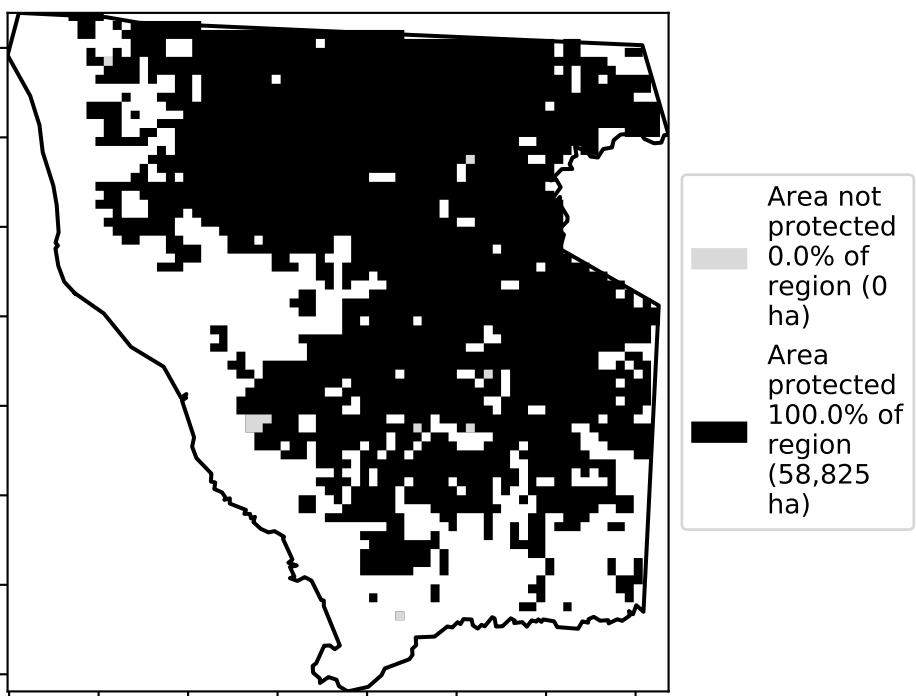 Area not
protected
0.0% of
region (0
ha)
Area
protected
100.0% of
region
(58,825
ha)